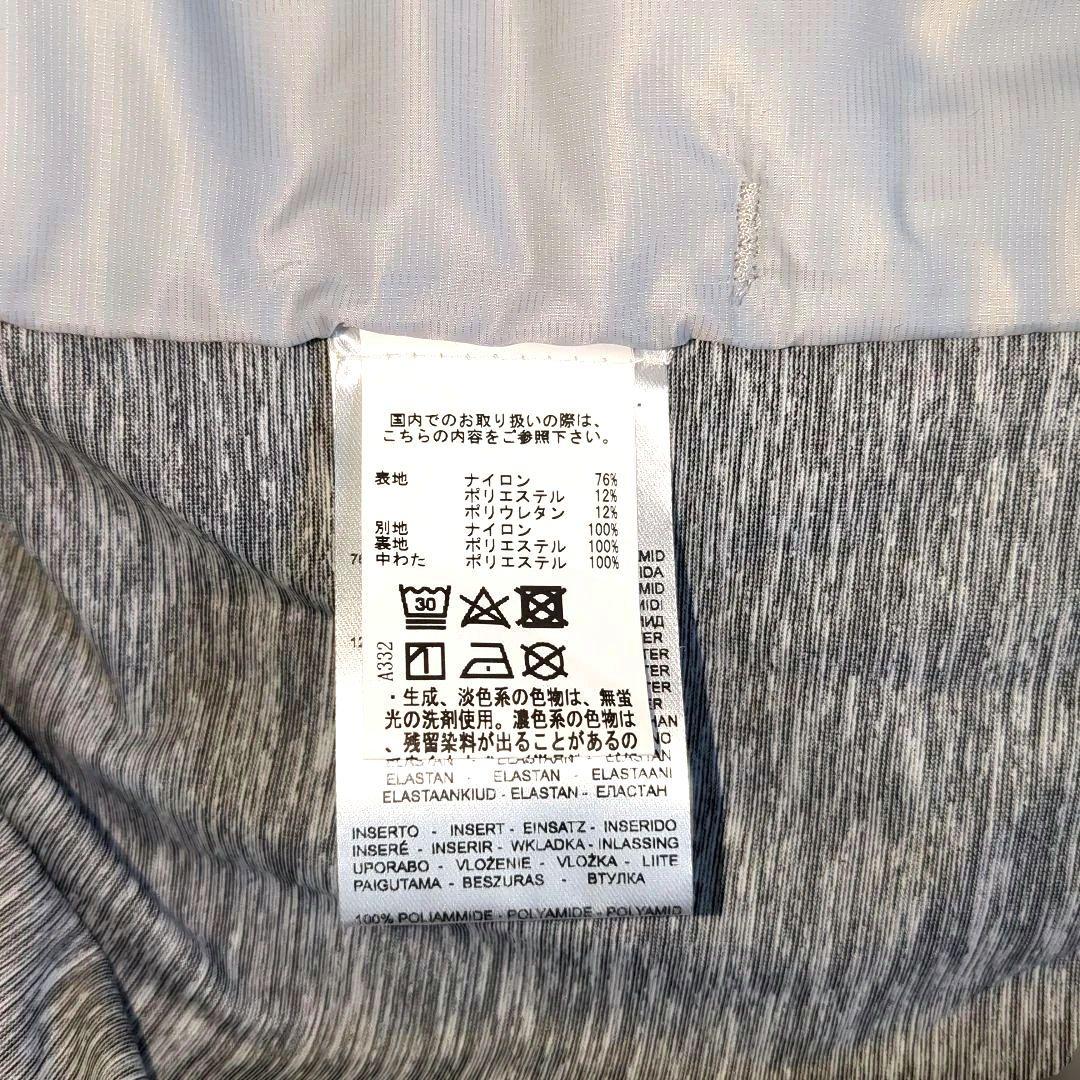 国内でのお取り扱いの際は、
こちらの内容をご参照下さい。
表地 ナイロン 76%
ポリエステル 12%
ポリウレタン 12%
別地 ナイロン 100%
裏地 ポリエステル 100%
中わた ポリエステル 100%
30
A332
・生成、淡色系の色物は、無蛍
光の洗剤使用。濃色系の色物は
、残留染料が出ることがあるの
ELASTAN - ELASTAN - ELASTAANI
ELASTAANKIUD - ELASTAN - ЕЛАСТАН
INSERTO - INSERT - EINSATZ - INSERIDO
INSERÉ - INSERIR - WKLADKA - INLASSING
UPORABO - VLOŽENIE - VLOŽKA - LIITE
PAIGUTAMA - BESZURAS - ВТУЛКА
100% POLIAMMIDE - POLYAMIDE - POLYAMID